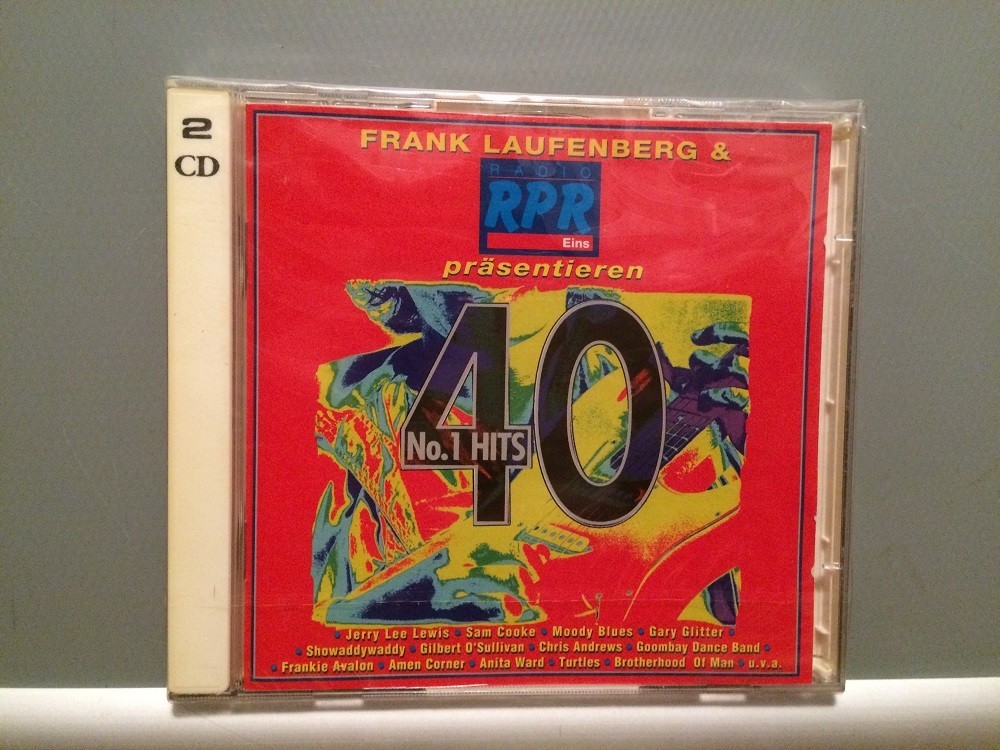 2
CD
FRANK LAUFENBERG &
RADIO
RPR
Eins
präsentieren
40
No.1 HITS
• Jerry Lee Lewis • Sam Cooke • Moody Blues • Gary Glitter •
• Showaddywaddy • Gilbert O'Sullivan • Chris Andrews • Goombay Dance Band •
• Frankie Avalon • Amen Corner • Anita Ward • Turtles • Brotherhood Of Man • u.v.a.